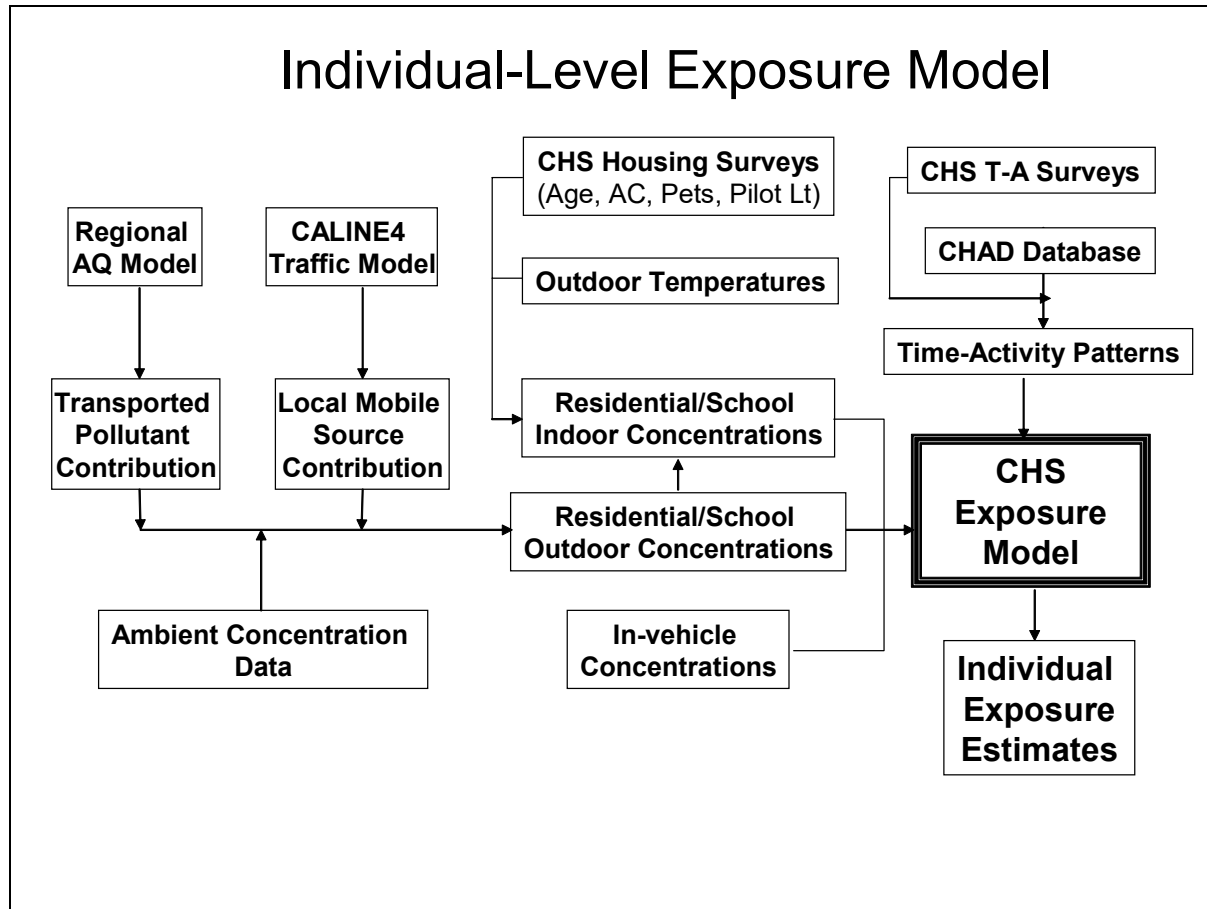 Individual-Level Exposure Model
CHS Housing Surveys
(Age, AC, Pets, Pilot Lt)
CHS T-A Surveys
Regional
AQ Model
CALINE4
Traffic Model
CHAD Database
Outdoor Temperatures
Time-Activity Patterns
Transported
Pollutant
Contribution
Local Mobile
Source
Contribution
Residential/School
Indoor Concentrations
CHS
Exposure
Model
Residential/School
Outdoor Concentrations
Ambient Concentration
Data
In-vehicle
Concentrations
Individual
Exposure
Estimates